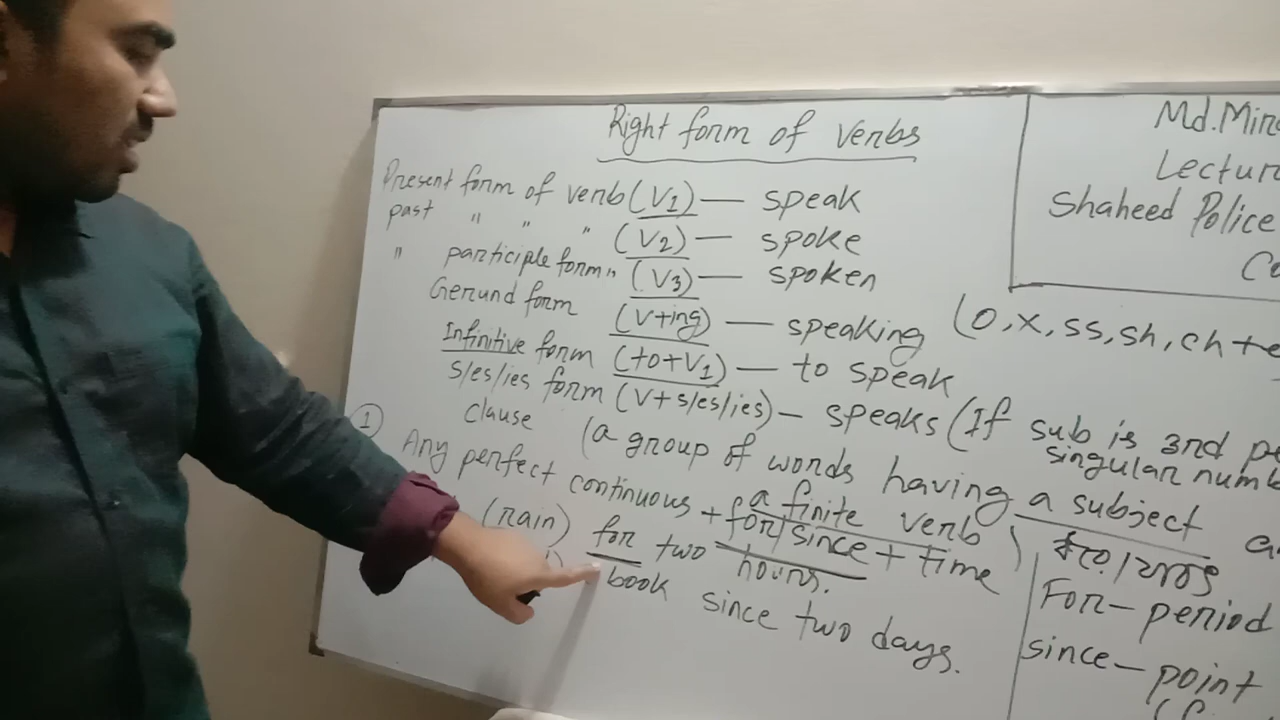 Right form of Verbs
Present form of verb (V1) — speak
past " " " (V2) — spoke
" participle form " (V3) — spoken
Gerund form (V+ing) — speaking (o, x, ss, sh, ch +
Infinitive form (to+V1) — to speak
s/es/ies form (V+s/es/ies) — speaks (If sub is 3rd
singular
clause (a group of words having a subject
a finite verb)
① Any perfect continuous + for/since + time
(rain) for two hours.
book since two days.
Md.
Shaheed Police
For — period
since — point